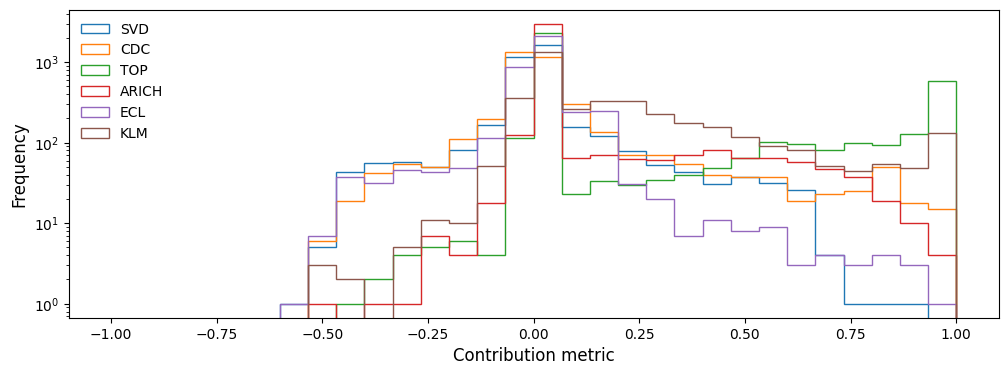 SVD
CDC
TOP
ARICH
ECL
KLM
Frequency
10³
10²
10¹
10⁰
−1.00 −0.75 −0.50 −0.25 0.00 0.25 0.50 0.75 1.00
Contribution metric